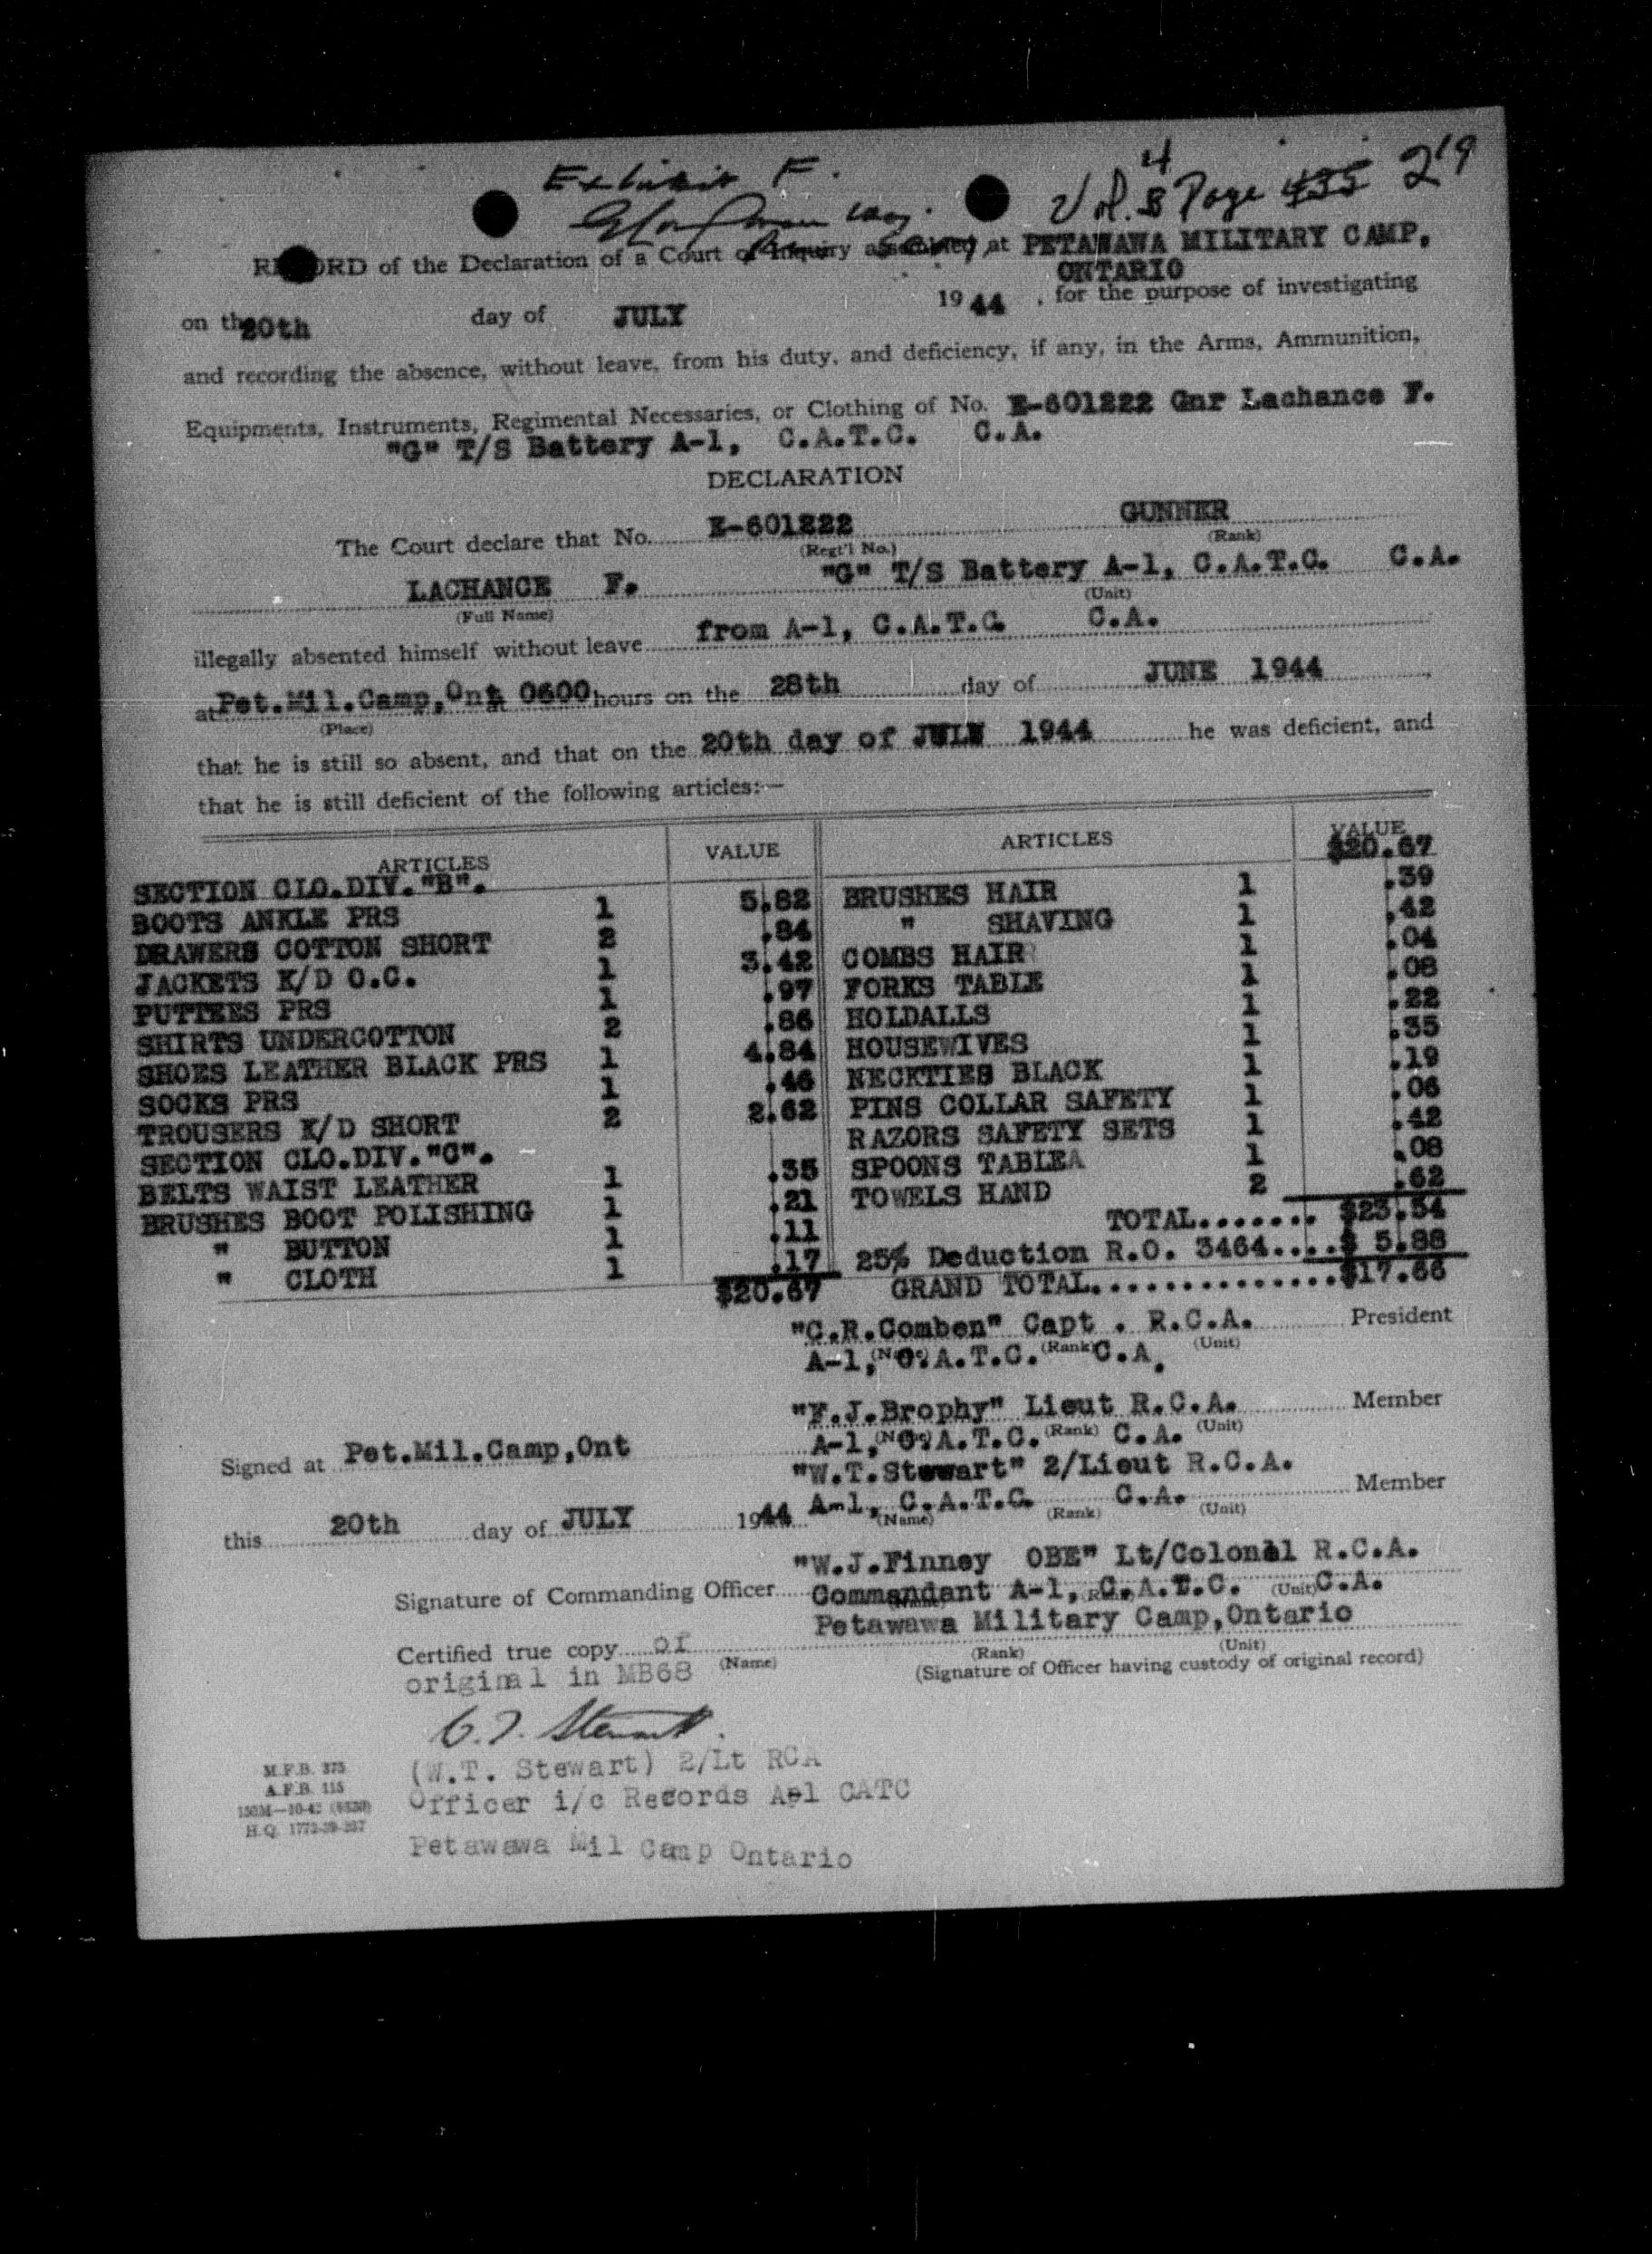 Exhibit F.
Vol. 4 Page 219
RECORD of the Declaration of a Court of Inquiry assembled at PETAWAWA MILITARY CAMP,
ONTARIO
on the 20th day of JULY 1944, for the purpose of investigating
and recording the absence, without leave, from his duty, and deficiency, if any, in the Arms, Ammunition,
Equipments, Instruments, Regimental Necessaries, or Clothing of No. E-601222 Gnr Lachance F.
"G" T/S Battery A-1, C.A.T.C. C.A.
DECLARATION
The Court declare that No. E-601222 GUNNER
(Regt'l No.) (Rank)
LACHANCE F. "G" T/S Battery A-1, C.A.T.C. C.A.
(Full Name) (Unit)
illegally absented himself without leave from A-1, C.A.T.C. C.A.
at Pet.Mil.Camp,Ont at 0600 hours on the 28th day of JUNE 1944
(Place)
that he is still so absent, and that on the 20th day of JULY 1944 he was deficient, and
that he is still deficient of the following articles:—
ARTICLES VALUE ARTICLES VALUE
$20.67
SECTION CLO.DIV."B".
BOOTS ANKLE PRS 1 5.82 BRUSHES HAIR 1 .39
DRAWERS COTTON SHORT 2 .84 " SHAVING 1 .42
JACKETS K/D O.C. 1 3.42 COMBS HAIR 1 .04
PUTTEES PRS 1 .97 FORKS TABLE 1 .08
SHIRTS UNDERCOTTON 2 .86 HOLDALLS 1 .22
SHOES LEATHER BLACK PRS 1 4.84 HOUSEWIVES 1 .35
SOCKS PRS 1 .46 NECKTIES BLACK 1 .19
TROUSERS K/D SHORT 2 2.62 PINS COLLAR SAFETY 1 .06
SECTION CLO.DIV."C". RAZORS SAFETY SETS 1 .42
BELTS WAIST LEATHER 1 .35 SPOONS TABLEA 1 .08
BRUSHES BOOT POLISHING 1 .21 TOWELS HAND 2 .62
" BUTTON 1 .11 TOTAL....... $23.54
" CLOTH 1 .17 25% Deduction R.O. 3464....$ 5.88
$20.67 GRAND TOTAL..............$17.66
"C.R.Comben" Capt . R.C.A. President
A-1, C.A.T.C. C.A.
(Name) (Rank) (Unit)
"F.J.Brophy" Lieut R.C.A. Member
A-1, C.A.T.C. C.A.
(Name) (Rank) (Unit)
Signed at Pet.Mil.Camp,Ont
"W.T.Stewart" 2/Lieut R.C.A.
A-1, C.A.T.C. C.A. Member
(Name) (Rank) (Unit)
this 20th day of JULY 1944
"W.J.Finney OBE" Lt/Colonel R.C.A.
Signature of Commanding Officer Commandant A-1, C.A.T.C. C.A.
(Name) (Rank) (Unit)
Petawawa Military Camp,Ontario
Certified true copy of
(Name) (Rank) (Unit)
original in MB68
(Signature of Officer having custody of original record)
W.T. Stewart.
(W.T. Stewart) 2/Lt RCA
Officer i/c Records A-1 CATC
Petawawa Mil Camp Ontario
M.F.B. 375
A.F.B. 115
H.Q. 1772-39-257